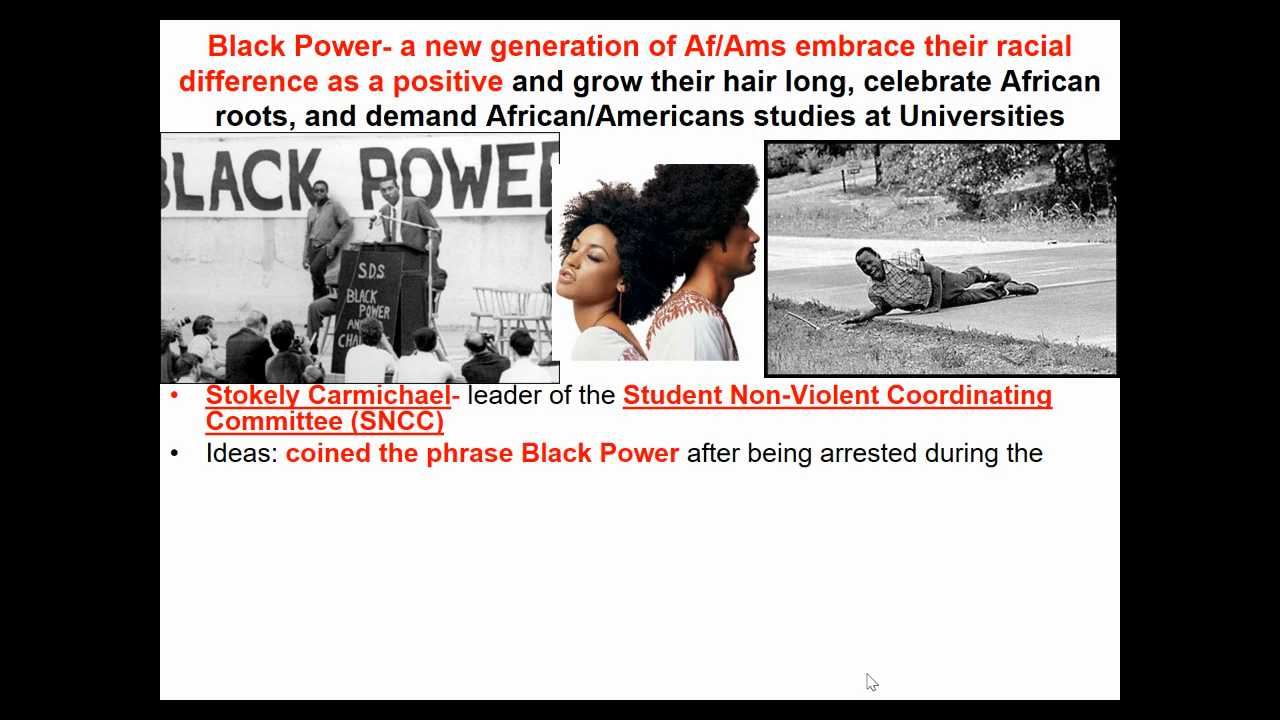 Black Power- a new generation of Af/Ams embrace their racial
difference as a positive and grow their hair long, celebrate African
roots, and demand African/Americans studies at Universities
BLACK POWER
S.D.S.
BLACK
POWER
AND
• Stokely Carmichael- leader of the Student Non-Violent Coordinating
Committee (SNCC)
• Ideas: coined the phrase Black Power after being arrested during the